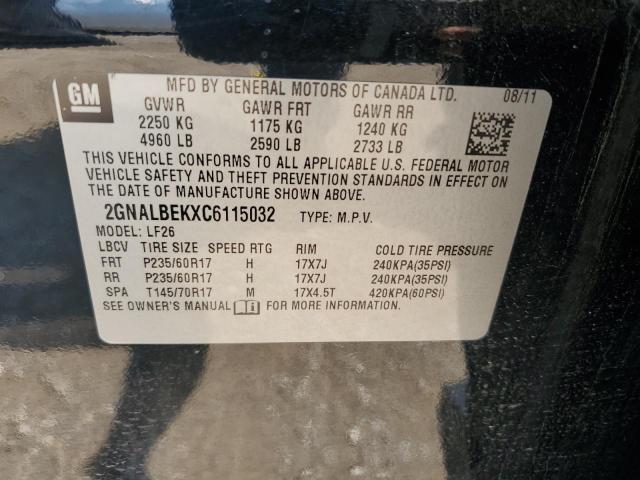 GM
MFD BY GENERAL MOTORS OF CANADA LTD. 08/11
GVWR GAWR FRT GAWR RR
2250 KG 1175 KG 1240 KG
4960 LB 2590 LB 2733 LB
THIS VEHICLE CONFORMS TO ALL APPLICABLE U.S. FEDERAL MOTOR
VEHICLE SAFETY AND THEFT PREVENTION STANDARDS IN EFFECT ON
THE DATE OF MANUFACTURE SHOWN ABOVE.
2GNALBEKXC6115032 TYPE: M.P.V.
MODEL: LF26
LBCV TIRE SIZE SPEED RTG RIM COLD TIRE PRESSURE
FRT P235/60R17 H 17X7J 240KPA(35PSI)
RR P235/60R17 H 17X7J 240KPA(35PSI)
SPA T145/70R17 M 17X4.5T 420KPA(60PSI)
SEE OWNER'S MANUAL FOR MORE INFORMATION.